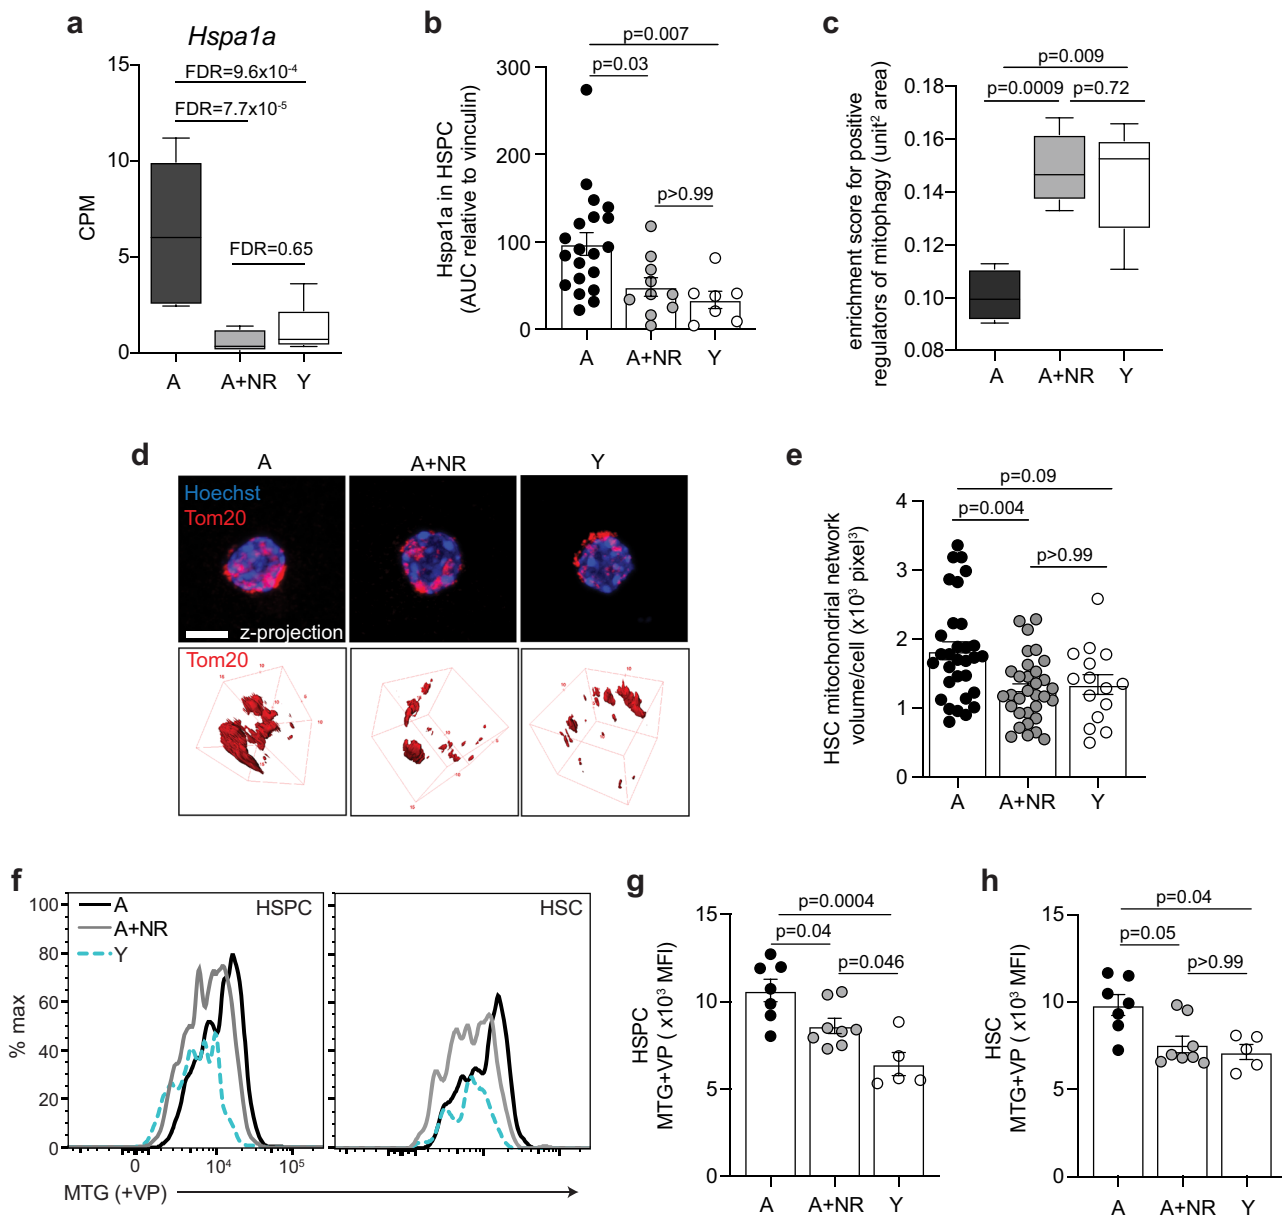 a
Hspa1a
15
10
5
0
CPM
FDR=9.6x10⁻⁴
FDR=7.7x10⁻⁵
FDR=0.65
A
A+NR
Y
b
Hspa1a in HSPC
(AUC relative to vinculin)
300
200
100
0
p=0.007
p=0.03
p>0.99
A
A+NR
Y
c
enrichment score for positive
regulators of mitophagy (unit² area)
0.18
0.16
0.14
0.12
0.10
0.08
p=0.009
p=0.0009
p=0.72
A
A+NR
Y
d
A
A+NR
Y
Hoechst
Tom20
z-projection
Tom20
e
HSC mitochondrial network
volume/cell (x10³ pixel³)
4
3
2
1
0
p=0.09
p=0.004
p>0.99
A
A+NR
Y
f
% max
100
80
60
40
20
0
A
A+NR
Y
HSPC
HSC
0
10⁴
10⁵
MTG (+VP)
g
HSPC
MTG+VP ( x10³ MFI)
15
10
5
0
p=0.0004
p=0.04
p=0.046
A
A+NR
Y
h
HSC
MTG+VP ( x10³ MFI)
15
10
5
0
p=0.04
p=0.05
p>0.99
A
A+NR
Y